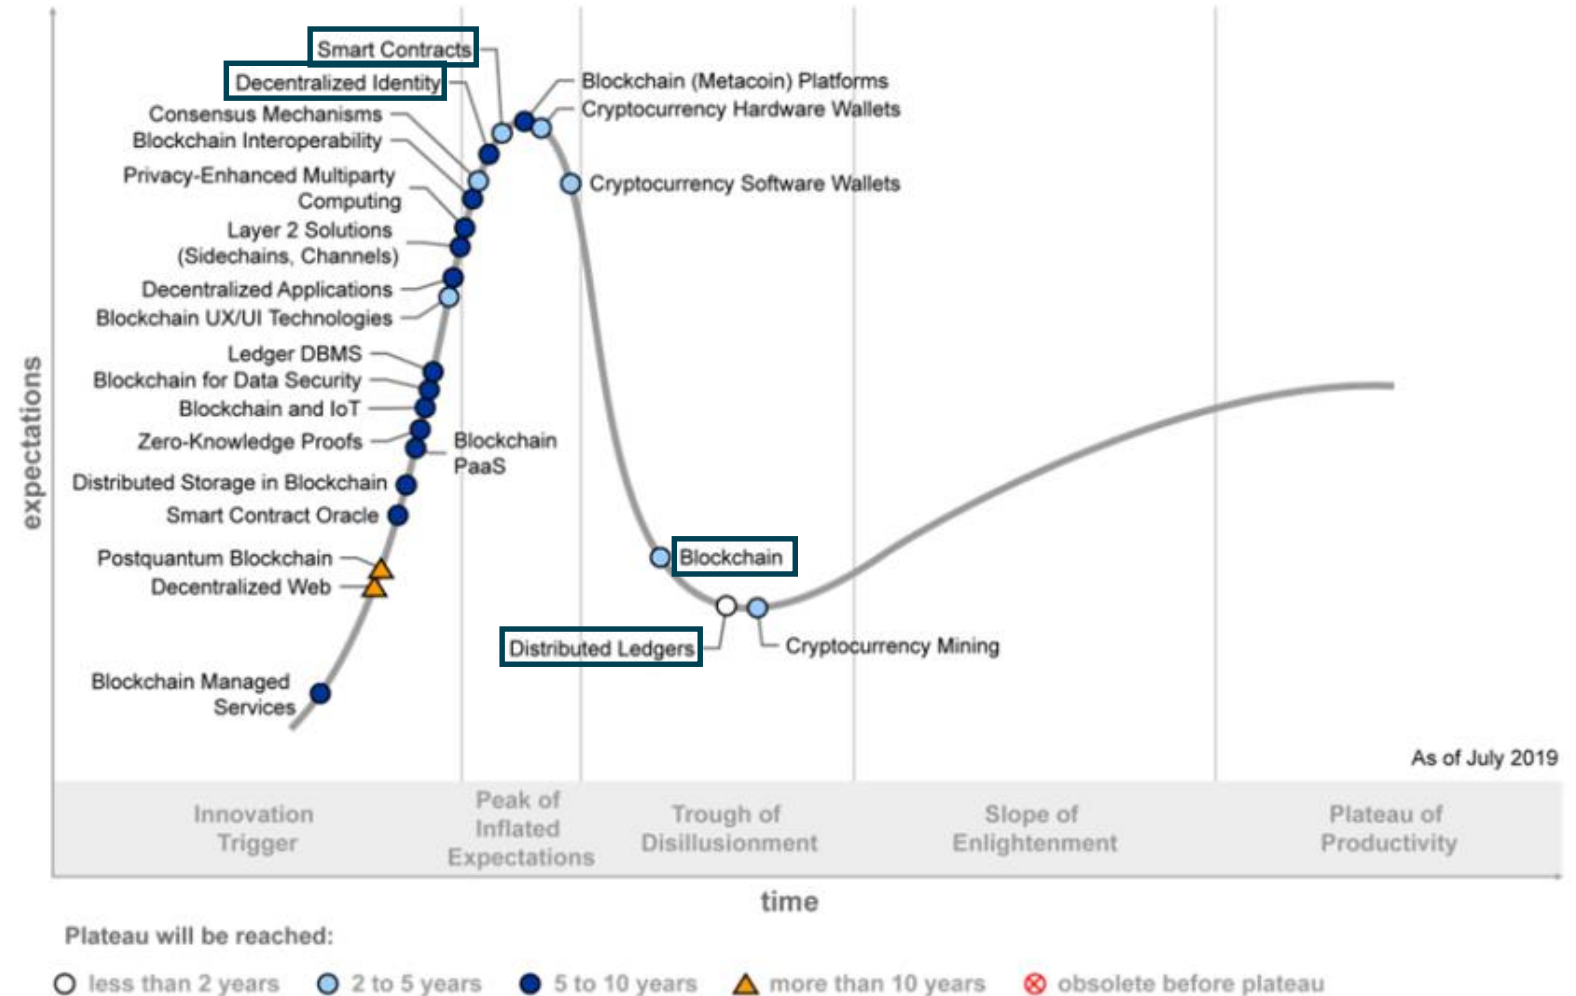 Smart Contracts
Decentralized Identity
Consensus Mechanisms
Blockchain Interoperability
Privacy-Enhanced Multiparty
Computing
Layer 2 Solutions
(Sidechains, Channels)
Decentralized Applications
Blockchain UX/UI Technologies
Ledger DBMS
Blockchain for Data Security
Blockchain and IoT
Zero-Knowledge Proofs
Blockchain
PaaS
Distributed Storage in Blockchain
Smart Contract Oracle
Postquantum Blockchain
Decentralized Web
Blockchain Managed
Services
Blockchain (Metacoin) Platforms
Cryptocurrency Hardware Wallets
Cryptocurrency Software Wallets
Blockchain
Distributed Ledgers
Cryptocurrency Mining
expectations
As of July 2019
Innovation
Trigger
Peak of
Inflated
Expectations
Trough of
Disillusionment
Slope of
Enlightenment
Plateau of
Productivity
time
Plateau will be reached:
less than 2 years
2 to 5 years
5 to 10 years
more than 10 years
obsolete before plateau